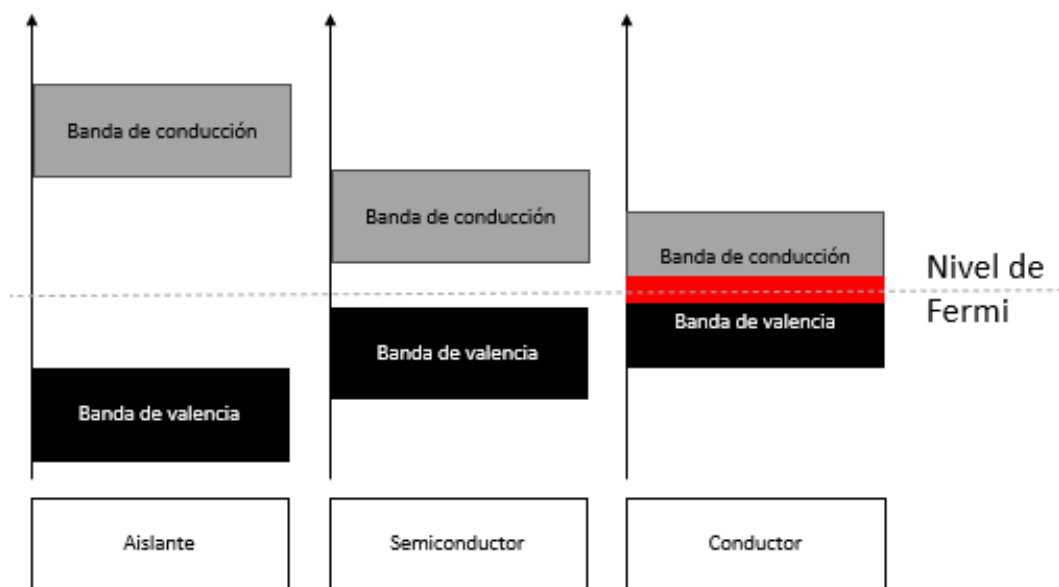 Banda de conducción
Banda de conducción
Banda de conducción
Nivel de
Fermi
Banda de valencia
Banda de valencia
Banda de valencia
Aislante
Semiconductor
Conductor